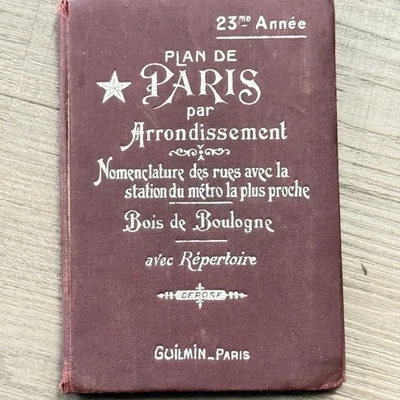 23me Année
PLAN DE
PARIS
par
Arrondissement
Nomenclature des rues avec la
station du métro la plus proche
Bois de Boulogne
avec Répertoire
DÉPOSÉ
GUILMIN_PARIS